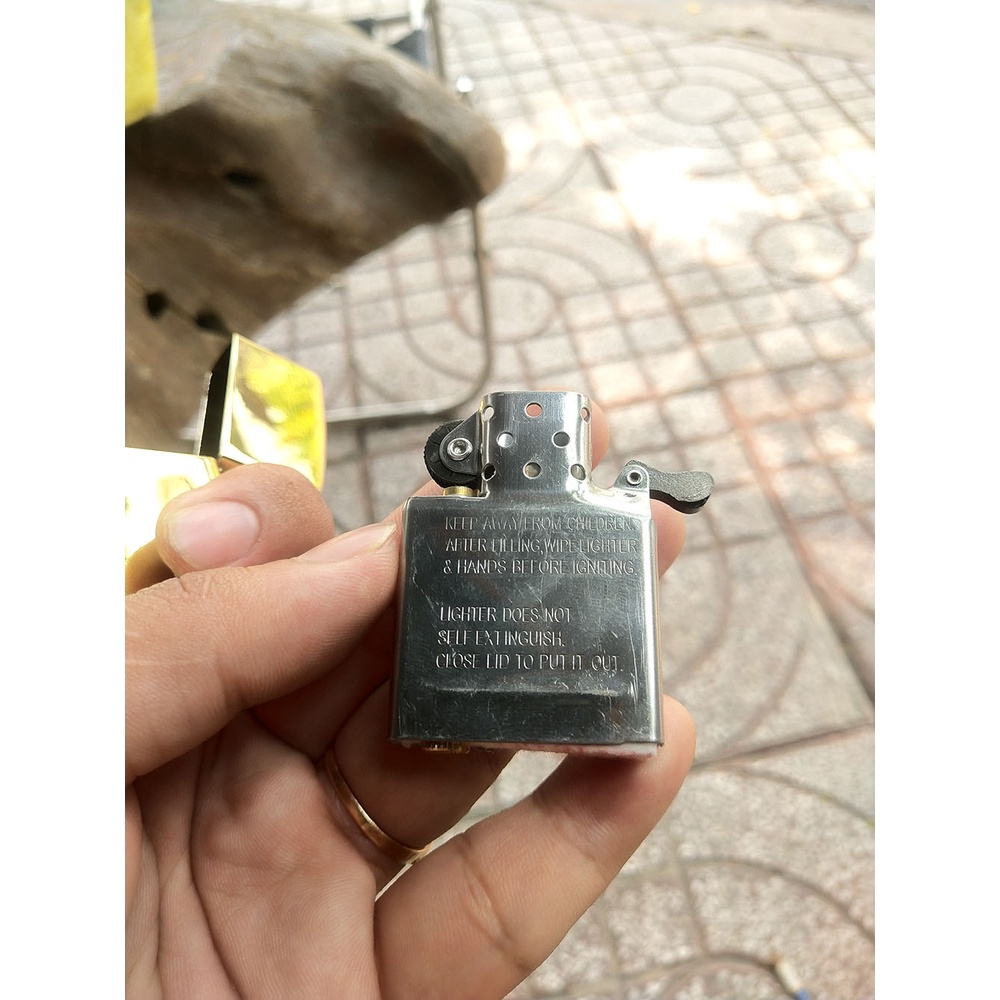 KEEP AWAY FROM CHILDREN.
AFTER FILLING, WIPE LIGHTER
& HANDS BEFORE IGNITING.
LIGHTER DOES NOT
SELF EXTINGUISH.
CLOSE LID TO PUT IT OUT.